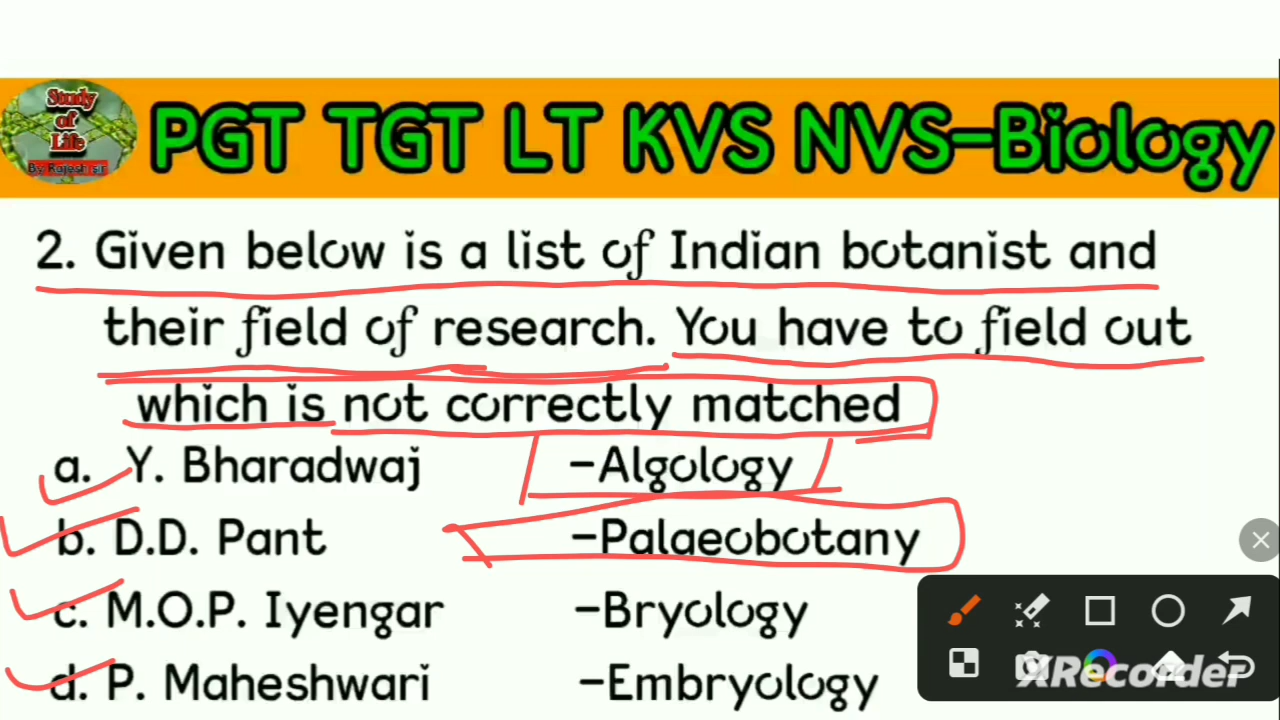 Study
of
Life
By Rajesh sir
PGT TGT LT KVS NVS-Biology
2. Given below is a list of Indian botanist and
their field of research. You have to field out
which is not correctly matched
a. Y. Bharadwaj -Algology
b. D.D. Pant -Palaeobotany
c. M.O.P. Iyengar -Bryology
d. P. Maheshwari -Embryology
XRecorder